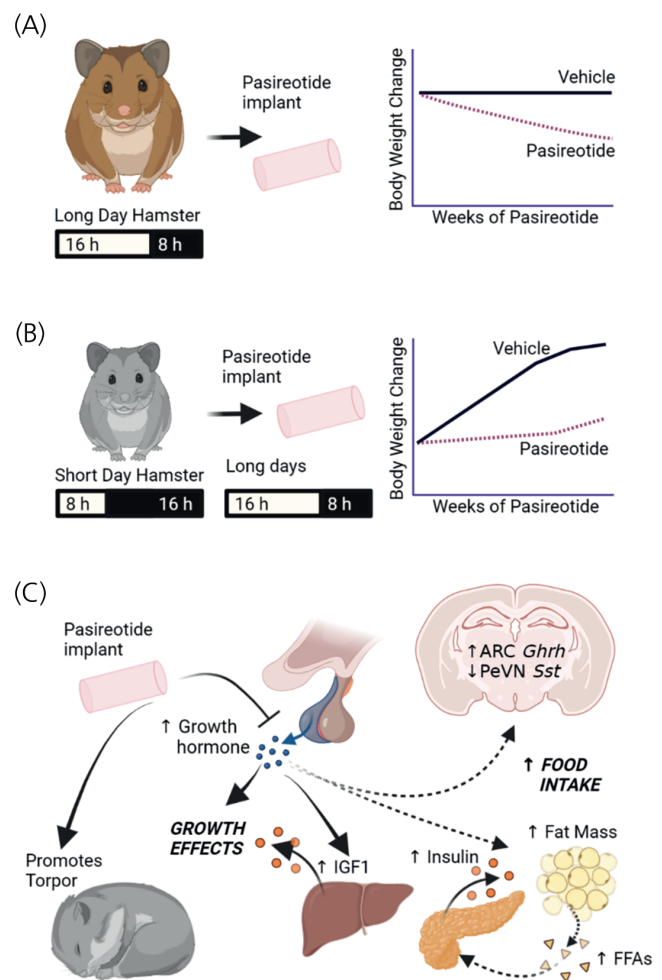 (A)
Pasireotide
implant
Long Day Hamster
16 h
8 h
Body Weight Change
Vehicle
Pasireotide
Weeks of Pasireotide
(B)
Pasireotide
implant
Short Day Hamster
8 h
16 h
Long days
16 h
8 h
Body Weight Change
Vehicle
Pasireotide
Weeks of Pasireotide
(C)
Pasireotide
implant
↑ Growth
hormone
↑ARC Ghrh
↓PeVN Sst
↑ FOOD
INTAKE
GROWTH
EFFECTS
↑ IGF1
↑ Insulin
↑ Fat Mass
↑ FFAs
Promotes
Torpor